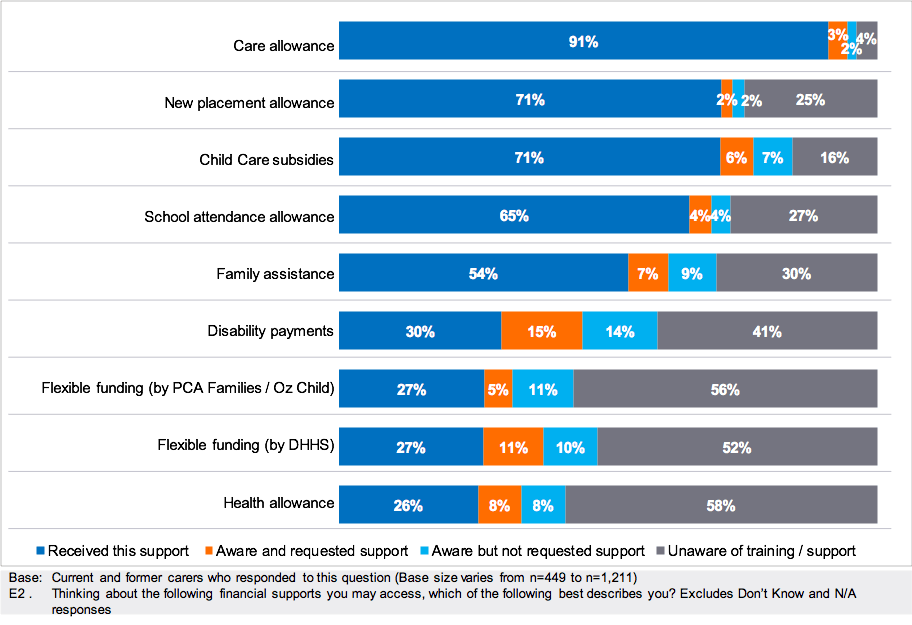 Care allowance 91% 3% 2% 4%
New placement allowance 71% 2% 2% 25%
Child Care subsidies 71% 6% 7% 16%
School attendance allowance 65% 4% 4% 27%
Family assistance 54% 7% 9% 30%
Disability payments 30% 15% 14% 41%
Flexible funding (by PCA Families / Oz Child) 27% 5% 11% 56%
Flexible funding (by DHHS) 27% 11% 10% 52%
Health allowance 26% 8% 8% 58%
Received this support Aware and requested support Aware but not requested support Unaware of training / support
Base: Current and former carers who responded to this question (Base size varies from n=449 to n=1,211)
E2 . Thinking about the following financial supports you may access, which of the following best describes you? Excludes Don't Know and N/A
responses